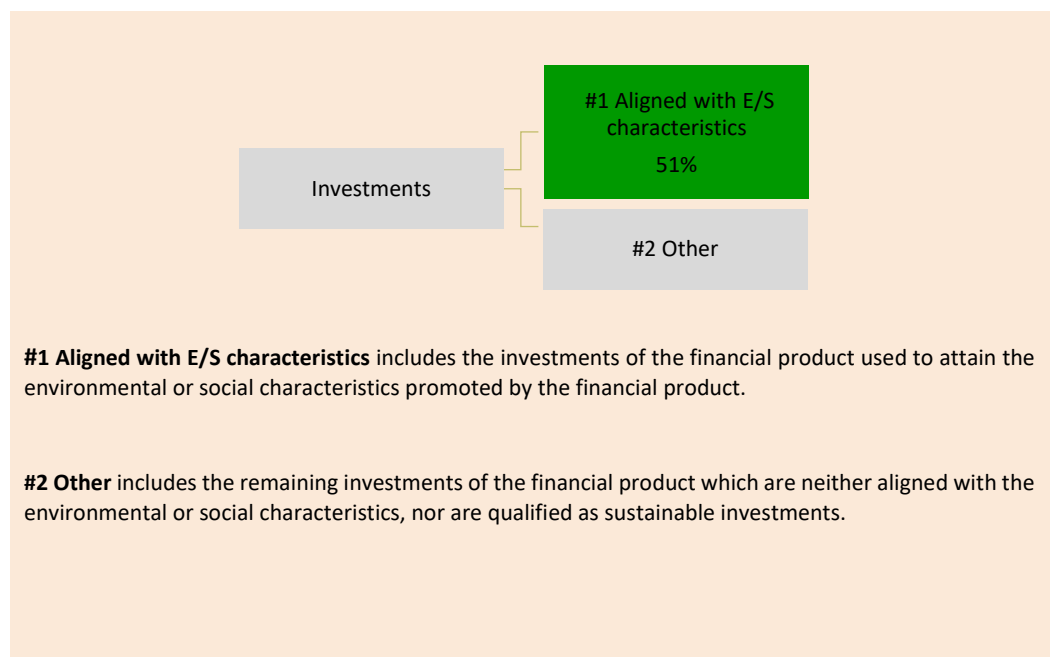 #1 Aligned with E/S
characteristics
51%
Investments
#2 Other
#1 Aligned with E/S characteristics includes the investments of the financial product used to attain the
environmental or social characteristics promoted by the financial product.
#2 Other includes the remaining investments of the financial product which are neither aligned with the
environmental or social characteristics, nor are qualified as sustainable investments.